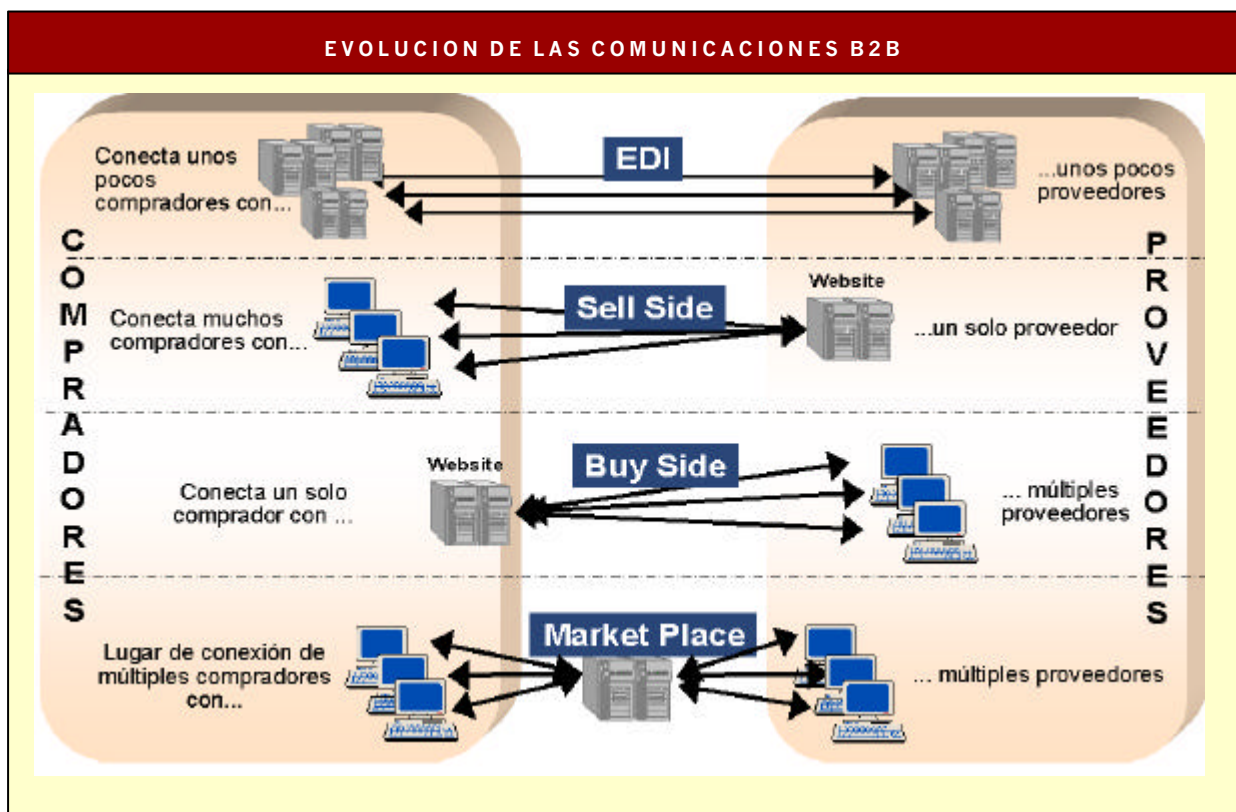 EVOLUCION DE LAS COMUNICACIONES B2B
COMPRADORES
PROVEEDORES
Conecta unos
pocos
compradores con...
EDI
...unos pocos
proveedores
Conecta muchos
compradores con...
Sell Side
Website
...un solo proveedor
Conecta un solo
comprador con ...
Website
Buy Side
... múltiples
proveedores
Lugar de conexión de
múltiples compradores
con...
Market Place
... múltiples proveedores